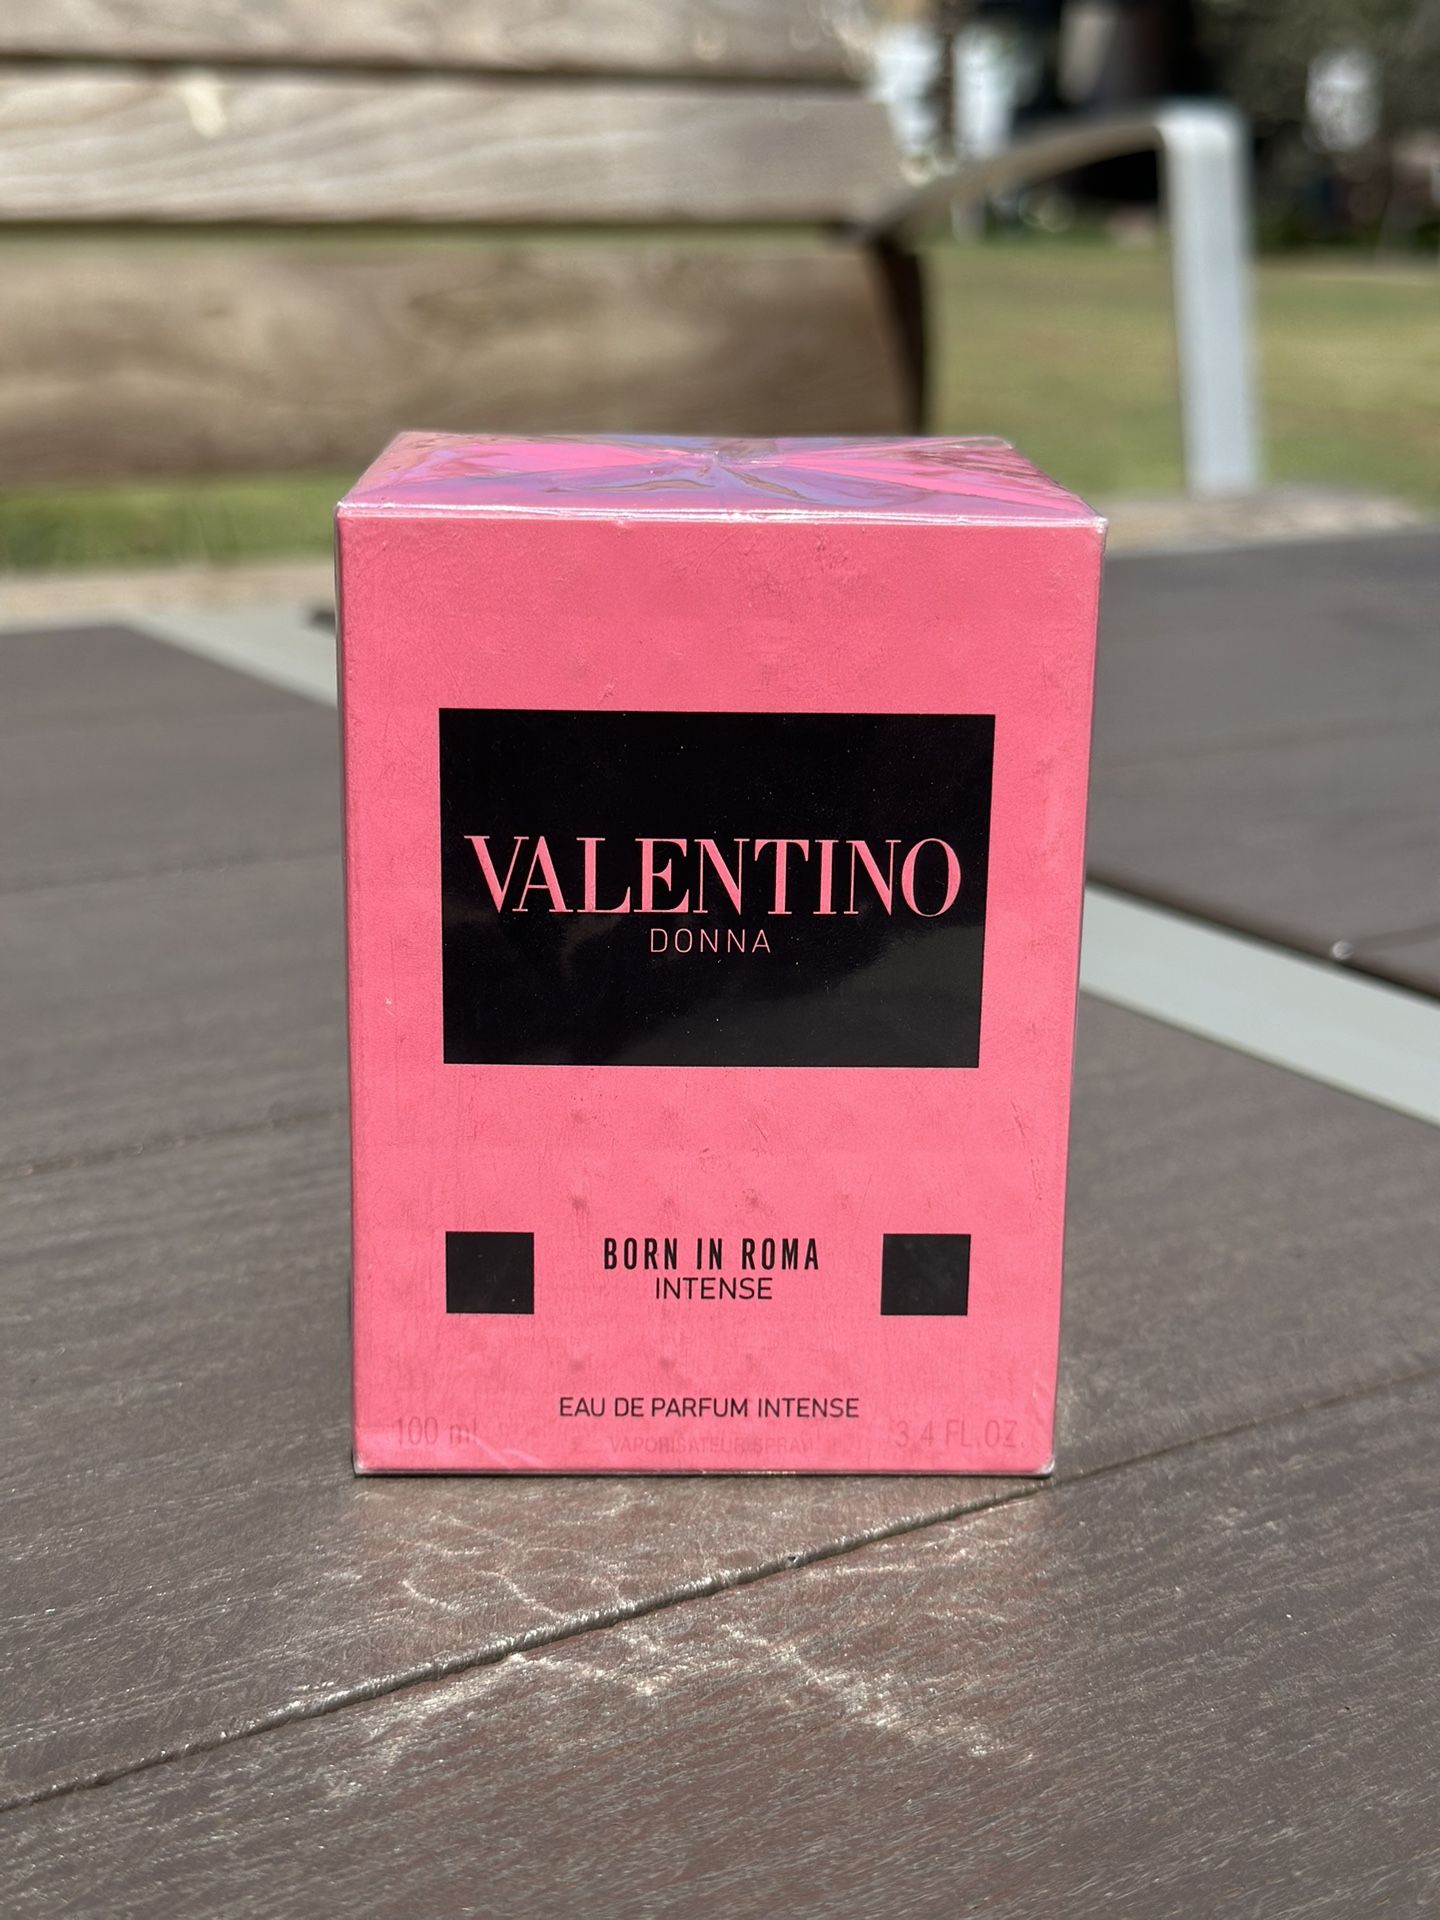 VALENTINO
DONNA
BORN IN ROMA
INTENSE
EAU DE PARFUM INTENSE
100 ml VAPORISATEUR SPRAY 3.4 FL.OZ.